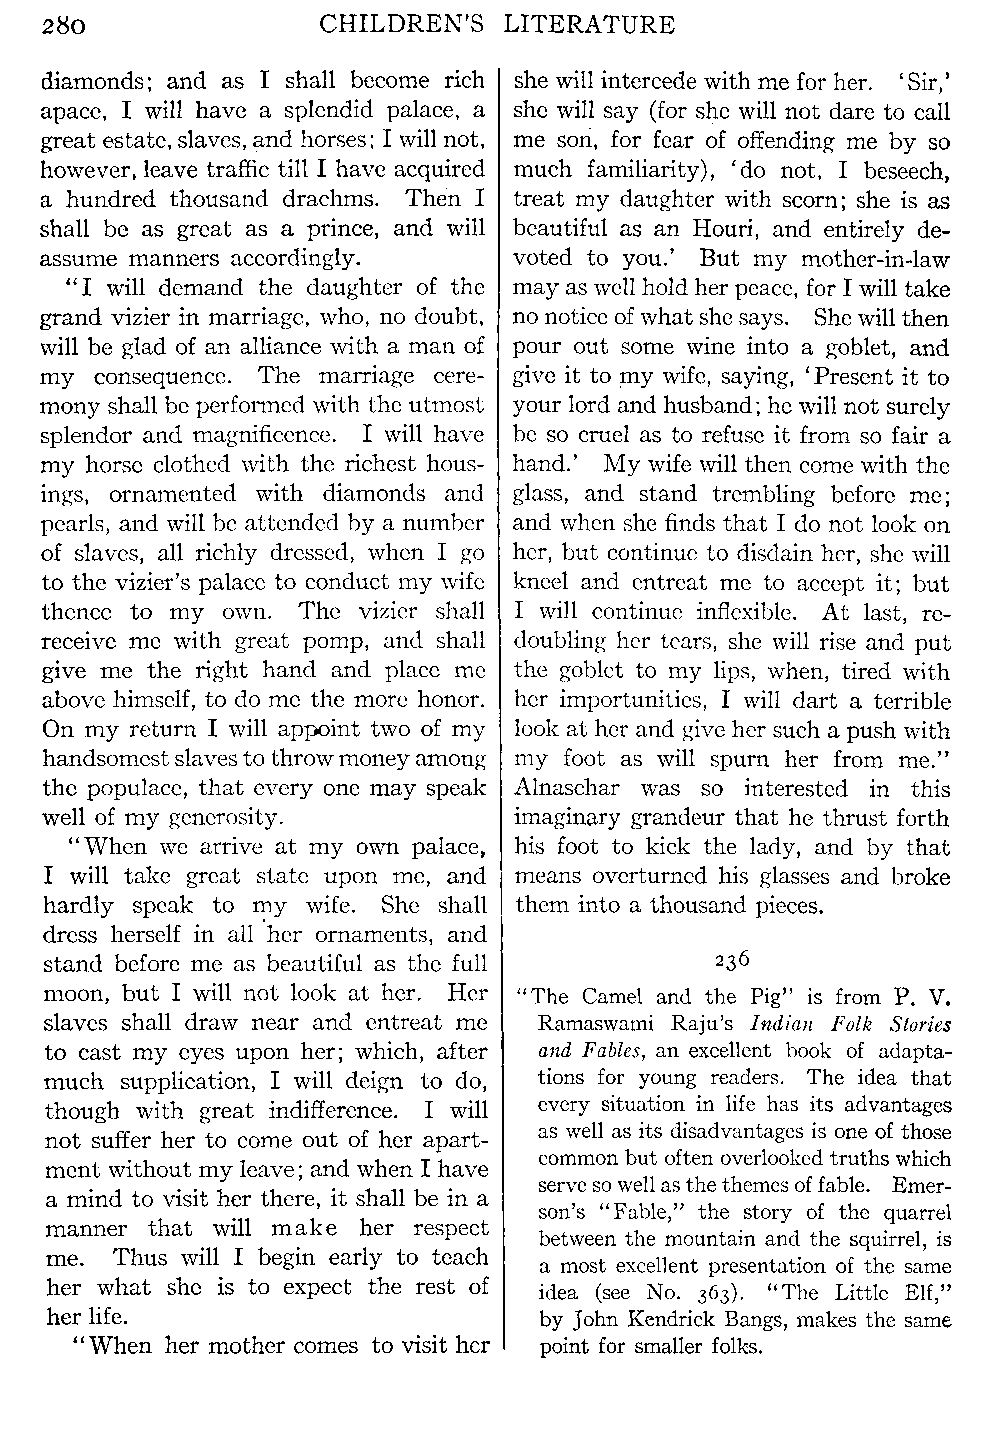 280 CHILDREN'S LITERATURE
diamonds; and as I shall become rich
apace, I will have a splendid palace, a
great estate, slaves, and horses; I will not,
however, leave traffic till I have acquired
a hundred thousand drachms. Then I
shall be as great as a prince, and will
assume manners accordingly.
"I will demand the daughter of the
grand vizier in marriage, who, no doubt,
will be glad of an alliance with a man of
my consequence. The marriage cere-
mony shall be performed with the utmost
splendor and magnificence. I will have
my horse clothed with the richest hous-
ings, ornamented with diamonds and
pearls, and will be attended by a number
of slaves, all richly dressed, when I go
to the vizier's palace to conduct my wife
thence to my own. The vizier shall
receive me with great pomp, and shall
give me the right hand and place me
above himself, to do me the more honor.
On my return I will appoint two of my
handsomest slaves to throw money among
the populace, that every one may speak
well of my generosity.
"When we arrive at my own palace,
I will take great state upon me, and
hardly speak to my wife. She shall
dress herself in all her ornaments, and
stand before me as beautiful as the full
moon, but I will not look at her. Her
slaves shall draw near and entreat me
to cast my eyes upon her; which, after
much supplication, I will deign to do,
though with great indifference. I will
not suffer her to come out of her apart-
ment without my leave; and when I have
a mind to visit her there, it shall be in a
manner that will make her respect
me. Thus will I begin early to teach
her what she is to expect the rest of
her life.
"When her mother comes to visit her
she will intercede with me for her. 'Sir,'
she will say (for she will not dare to call
me son, for fear of offending me by so
much familiarity), 'do not, I beseech,
treat my daughter with scorn; she is as
beautiful as an Houri, and entirely de-
voted to you.' But my mother-in-law
may as well hold her peace, for I will take
no notice of what she says. She will then
pour out some wine into a goblet, and
give it to my wife, saying, 'Present it to
your lord and husband; he will not surely
be so cruel as to refuse it from so fair a
hand.' My wife will then come with the
glass, and stand trembling before me;
and when she finds that I do not look on
her, but continue to disdain her, she will
kneel and entreat me to accept it; but
I will continue inflexible. At last, re-
doubling her tears, she will rise and put
the goblet to my lips, when, tired with
her importunities, I will dart a terrible
look at her and give her such a push with
my foot as will spurn her from me."
Alnaschar was so interested in this
imaginary grandeur that he thrust forth
his foot to kick the lady, and by that
means overturned his glasses and broke
them into a thousand pieces.
236
"The Camel and the Pig" is from P. V.
Ramaswami Raju's Indian Folk Stories
and Fables, an excellent book of adapta-
tions for young readers. The idea that
every situation in life has its advantages
as well as its disadvantages is one of those
common but often overlooked truths which
serve so well as the themes of fable. Emer-
son's "Fable," the story of the quarrel
between the mountain and the squirrel, is
a most excellent presentation of the same
idea (see No. 363). "The Little Elf,"
by John Kendrick Bangs, makes the same
point for smaller folks.